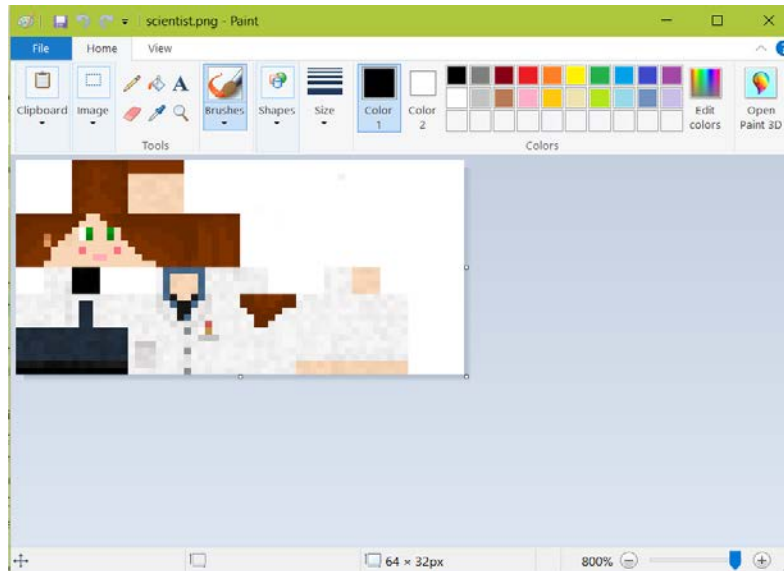 scientist.png - Paint
File Home View
Clipboard Image Tools Brushes Shapes Size Color 1 Color 2 Edit colors Open Paint 3D
A
Tools
Colors
64 × 32px 800%